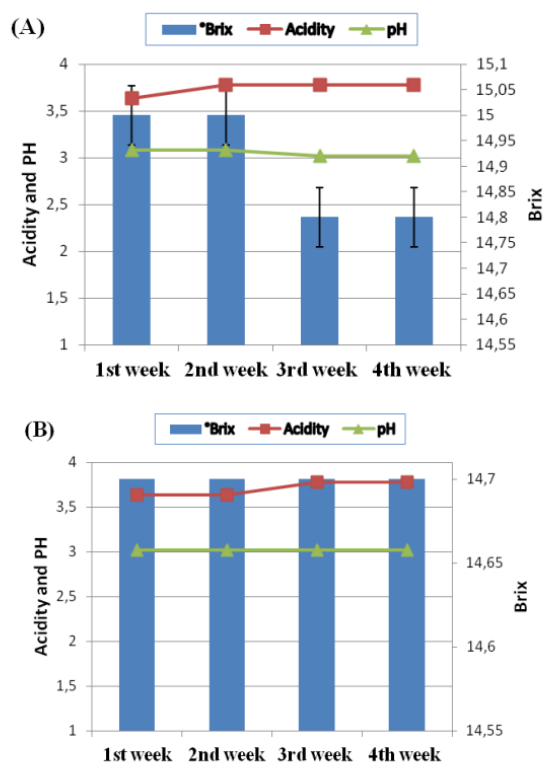 (A)
°Brix Acidity pH
4 15,1
3,5 15,05
3 15
2,5 14,95
2 14,9
1,5 14,85
1 14,8
14,75
14,7
14,65
14,6
14,55
Acidity and PH
Brix
1st week 2nd week 3rd week 4th week
(B)
°Brix Acidity pH
4
3,5 14,7
3 14,65
2,5
2 14,6
1,5
1 14,55
Acidity and PH
Brix
1st week 2nd week 3rd week 4th week